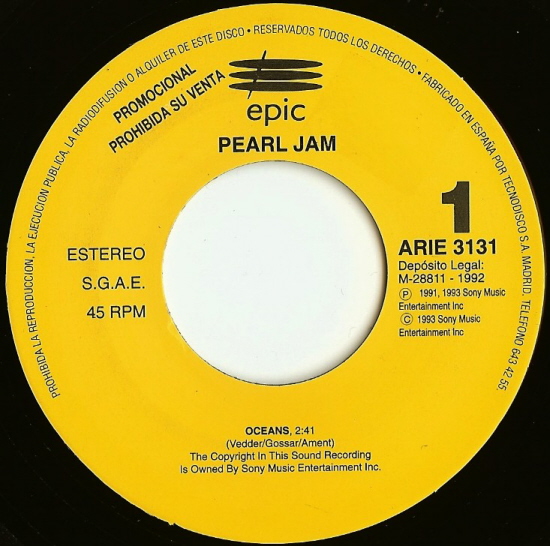 PROHIBIDA LA REPRODUCCION, LA EJECUCION PUBLICA, LA RADIODIFUSION O ALQUILER DE ESTE DISCO • RESERVADOS TODOS LOS DERECHOS • FABRICADO EN ESPAÑA POR TECNODISCO S.A. MADRID. TELEFONO 643 42 55.
PROMOCIONAL
PROHIBIDA SU VENTA
epic
PEARL JAM
1
ESTEREO
S.G.A.E.
45 RPM
ARIE 3131
Depósito Legal:
M-28811 - 1992
Ⓟ 1991, 1993 Sony Music
Entertainment Inc
© 1993 Sony Music
Entertainment Inc
OCEANS, 2:41
(Vedder/Gossar/Ament)
The Copyright In This Sound Recording
Is Owned By Sony Music Entertainment Inc.